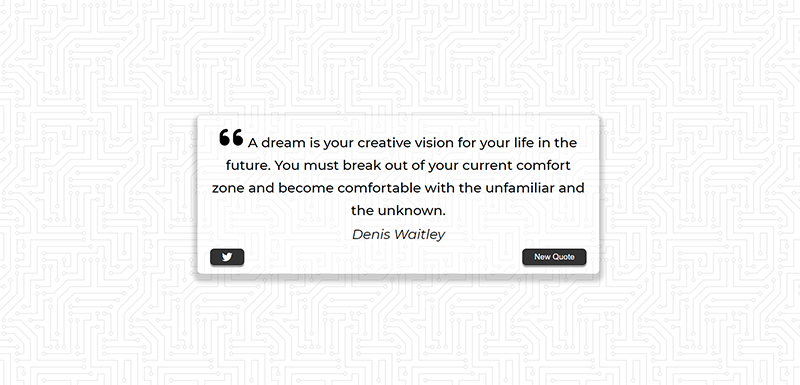 “ A dream is your creative vision for your life in the
future. You must break out of your current comfort
zone and become comfortable with the unfamiliar and
the unknown.
Denis Waitley
New Quote